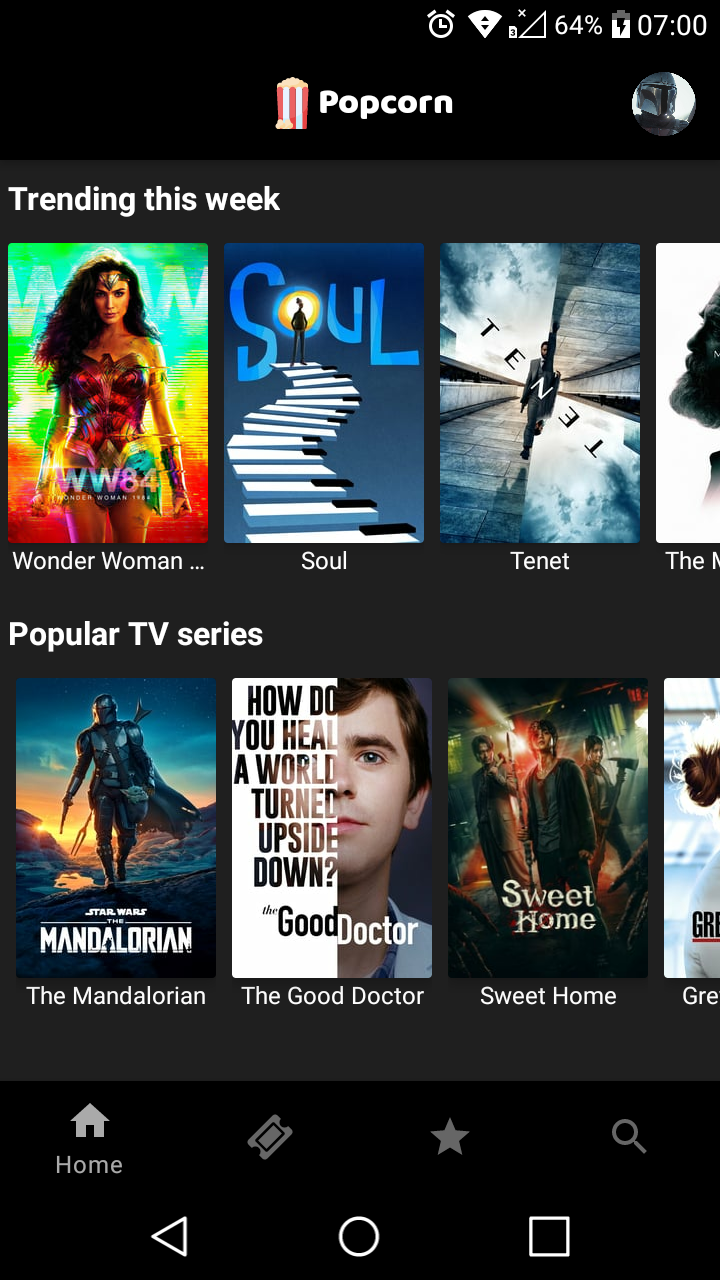 64% 07:00
Popcorn
Trending this week
WW84
WONDER WOMAN 1984
SOUL
TENET
Wonder Woman ...
Soul
Tenet
The M
Popular TV series
STAR WARS
THE
MANDALORIAN
HOW DO
YOU HEAL
A WORLD
TURNED
UPSIDE
DOWN?
the Good Doctor
Sweet
Home
GRE
The Mandalorian
The Good Doctor
Sweet Home
Gre
Home